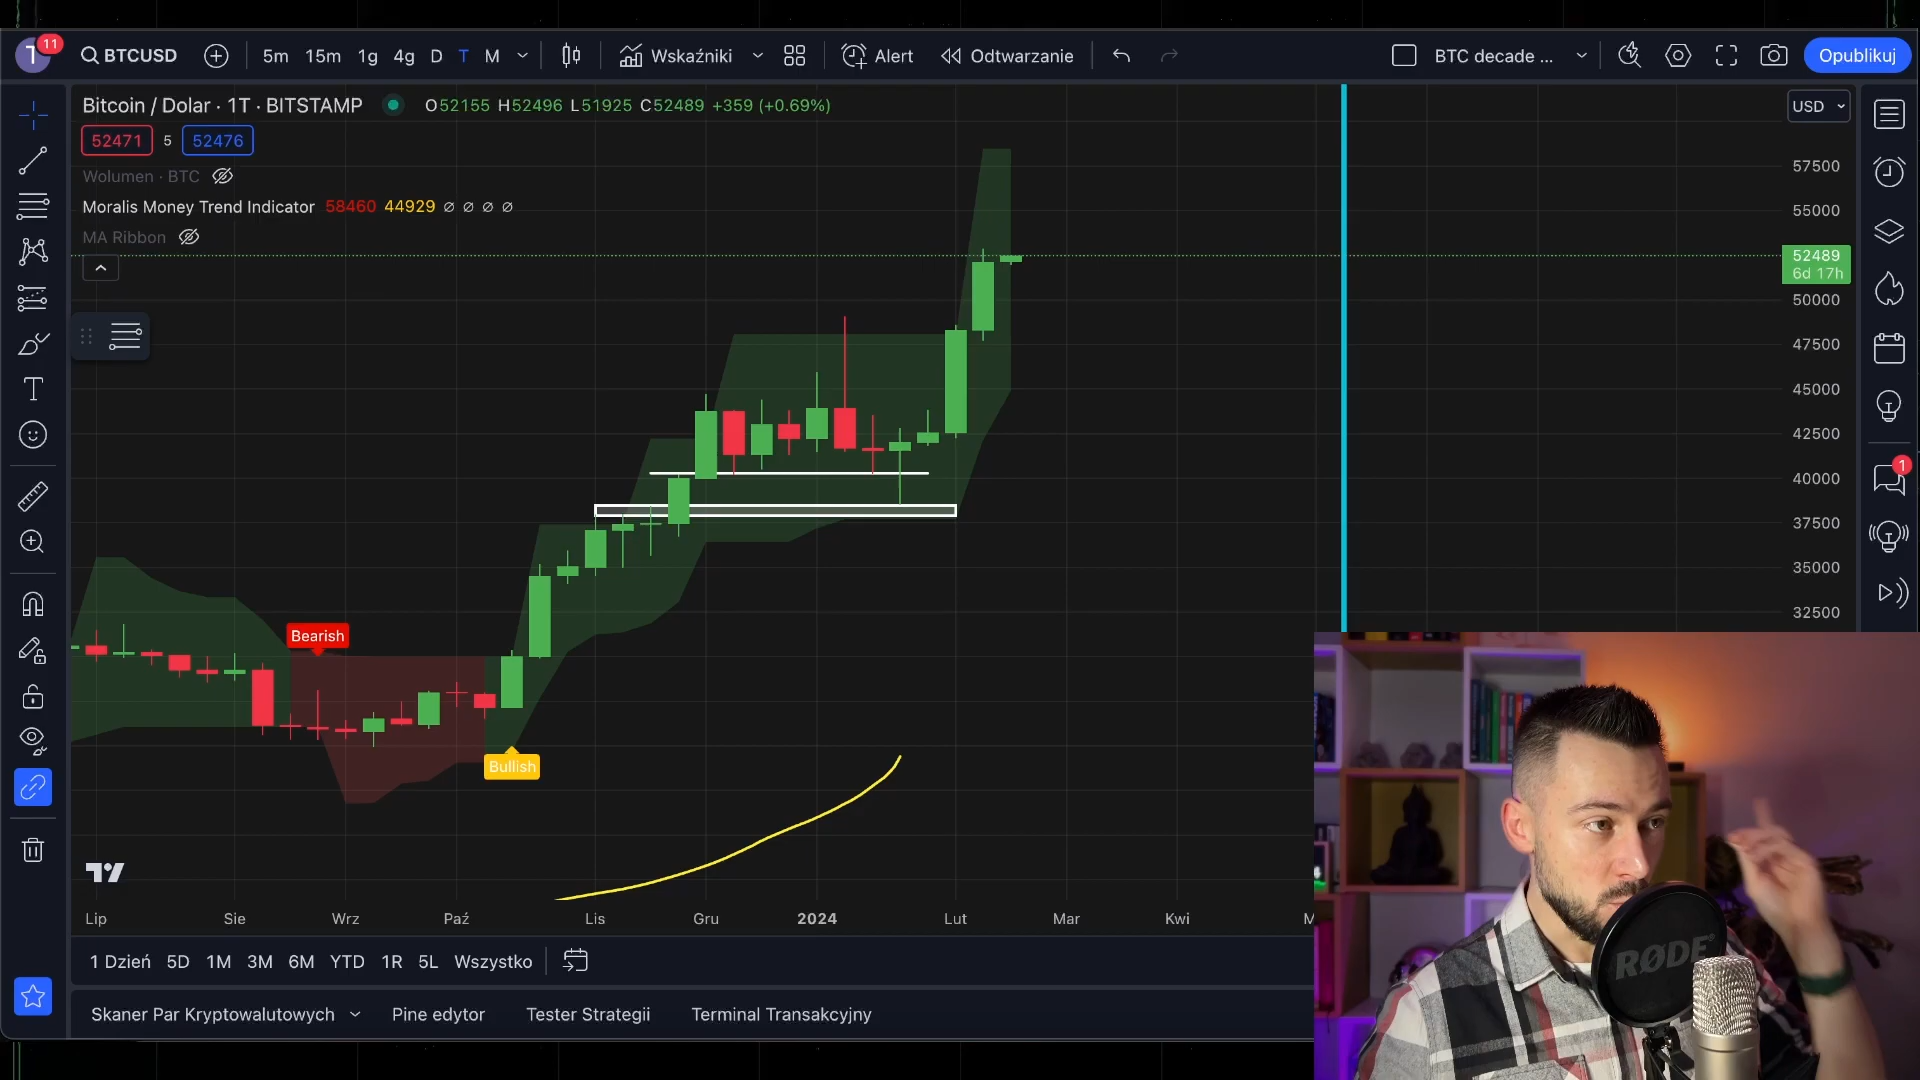 T 11 BTCUSD 5m 15m 1g 4g D T M Wskaźniki Alert Odtwarzanie BTC decade ... Opublikuj
Bitcoin / Dolar · 1T · BITSTAMP O52155 H52496 L51925 C52489 +359 (+0.69%)
USD
52471 5 52476
Wolumen · BTC
57500
Moralis Money Trend Indicator 58460 44929 ∅ ∅ ∅ ∅
55000
MA Ribbon
52489
6d 17h
50000
47500
45000
42500
1
40000
37500
35000
32500
Bearish
Bullish
Lip Sie Wrz Paź Lis Gru 2024 Lut Mar Kwi M
1 Dzień 5D 1M 3M 6M YTD 1R 5L Wszystko
RØDE
Skaner Par Kryptowalutowych Pine edytor Tester Strategii Terminal Transakcyjny